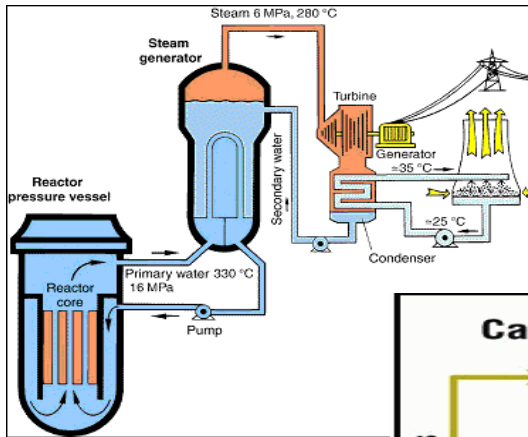 Steam 6 MPa, 280 °C
Steam
generator
Turbine
Generator
≈35 °C
Secondary water
Reactor
pressure vessel
≈25 °C
Condenser
Primary water 330 °C
16 MPa
Reactor
core
Pump
Ca